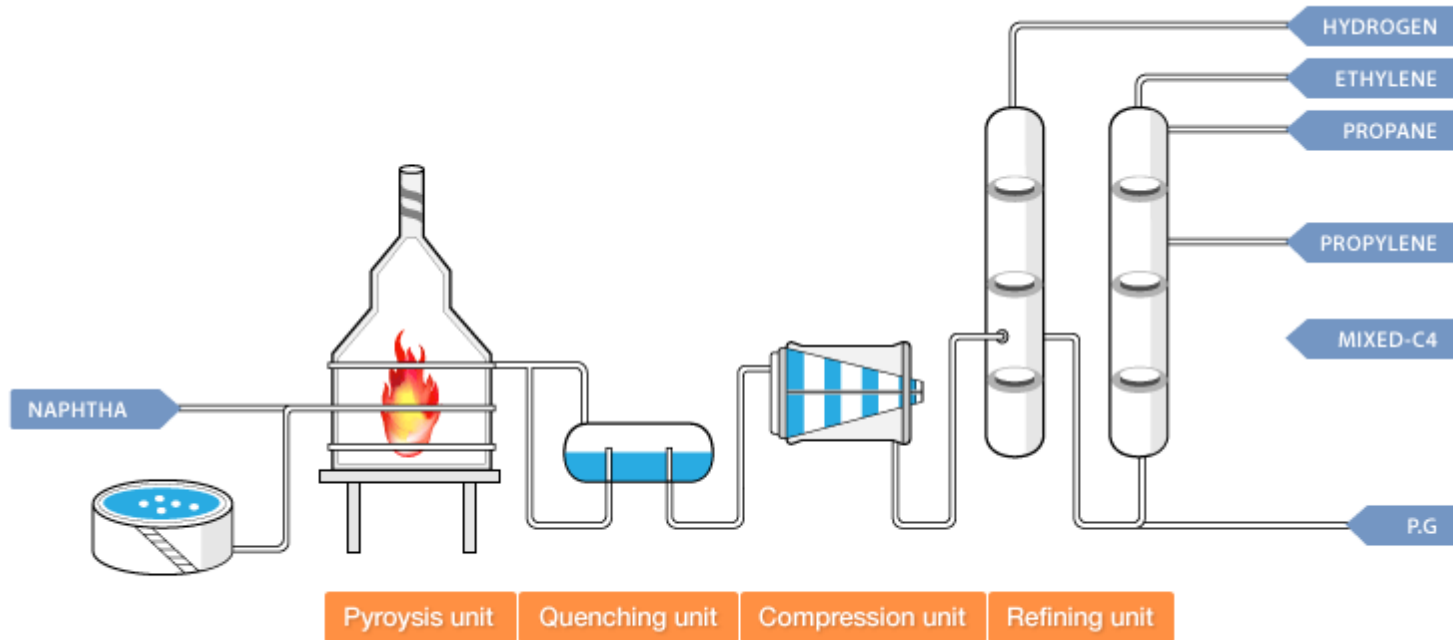 HYDROGEN
ETHYLENE
PROPANE
PROPYLENE
MIXED-C4
NAPHTHA
P.G
Pyroysis unit
Quenching unit
Compression unit
Refining unit